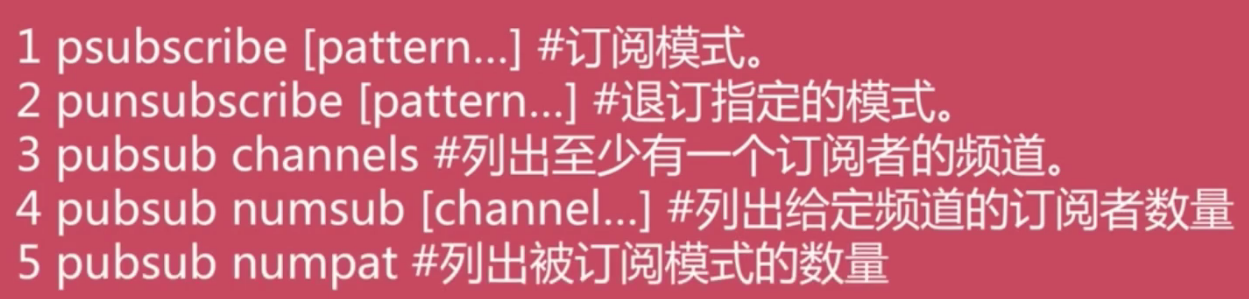 1 psubscribe [pattern...] #订阅模式。
2 punsubscribe [pattern...] #退订指定的模式。
3 pubsub channels #列出至少有一个订阅者的频道。
4 pubsub numsub [channel...] #列出给定频道的订阅者数量
5 pubsub numpat #列出被订阅模式的数量